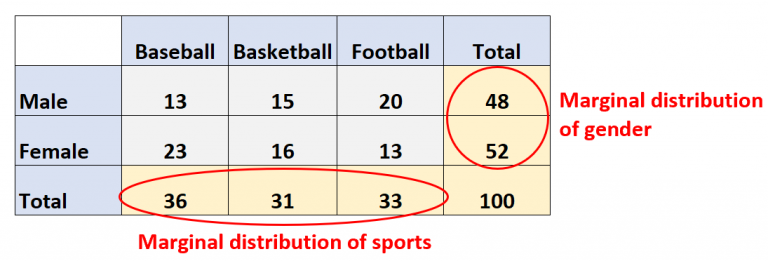 Baseball Basketball Football Total
Male 13 15 20 48
Female 23 16 13 52
Total 36 31 33 100
Marginal distribution
of gender
Marginal distribution of sports